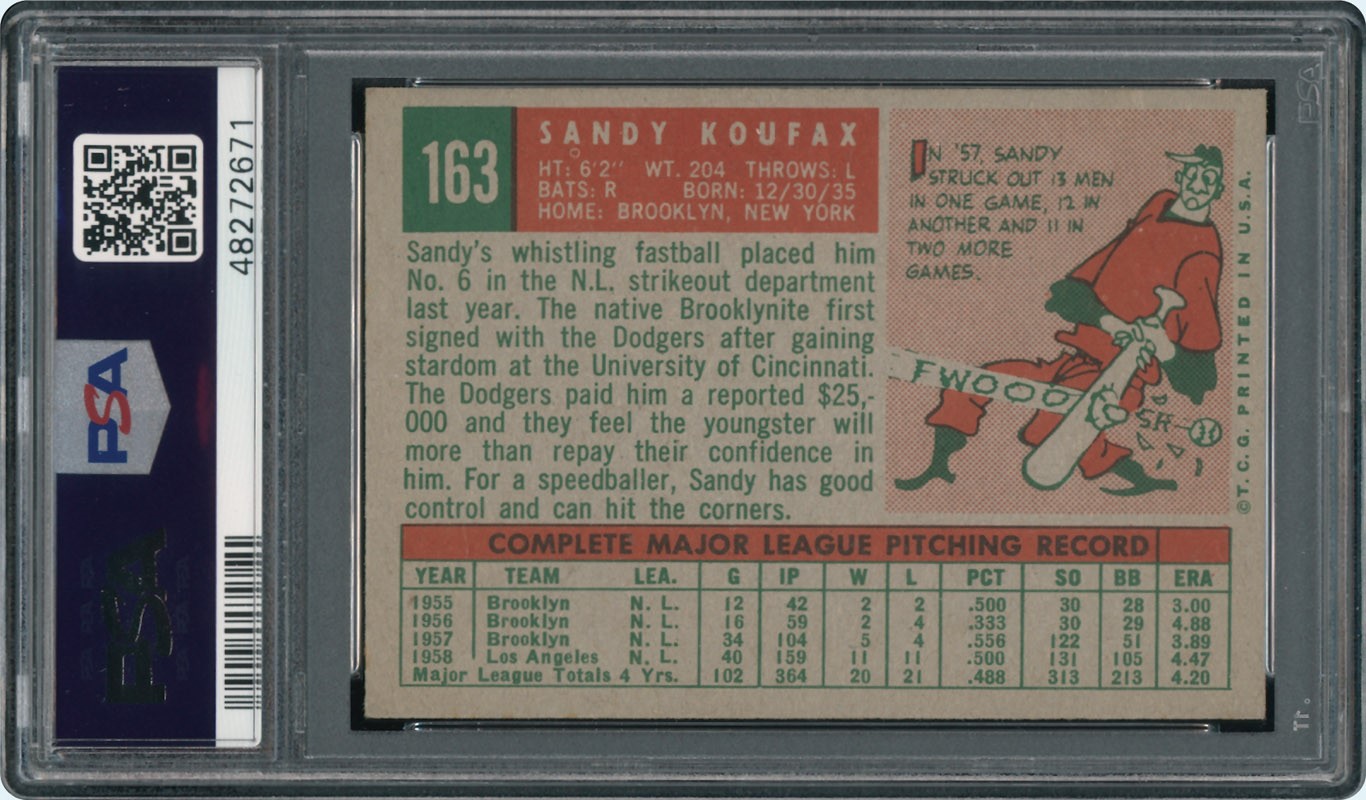 48272671
PSA
PSA
163
SANDY KOUFAX
HT: 6'2" WT. 204 THROWS: L
BATS: R BORN: 12/30/35
HOME: BROOKLYN, NEW YORK
Sandy's whistling fastball placed him
No. 6 in the N.L. strikeout department
last year. The native Brooklynite first
signed with the Dodgers after gaining
stardom at the University of Cincinnati.
The Dodgers paid him a reported $25,-
000 and they feel the youngster will
more than repay their confidence in
him. For a speedballer, Sandy has good
control and can hit the corners.
IN '57, SANDY
STRUCK OUT 13 MEN
IN ONE GAME, 12 IN
ANOTHER AND 11 IN
TWO MORE
GAMES.
FWOOO
©T.C.G. PRINTED IN U.S.A.
COMPLETE MAJOR LEAGUE PITCHING RECORD
YEAR TEAM LEA. G IP W L PCT SO BB ERA
1955 Brooklyn N. L. 12 42 2 2 .500 30 28 3.00
1956 Brooklyn N. L. 16 59 2 4 .333 30 29 4.88
1957 Brooklyn N. L. 34 104 5 4 .556 122 51 3.89
1958 Los Angeles N. L. 40 159 11 11 .500 131 105 4.47
Major League Totals 4 Yrs. 102 364 20 21 .488 313 213 4.20
PSA